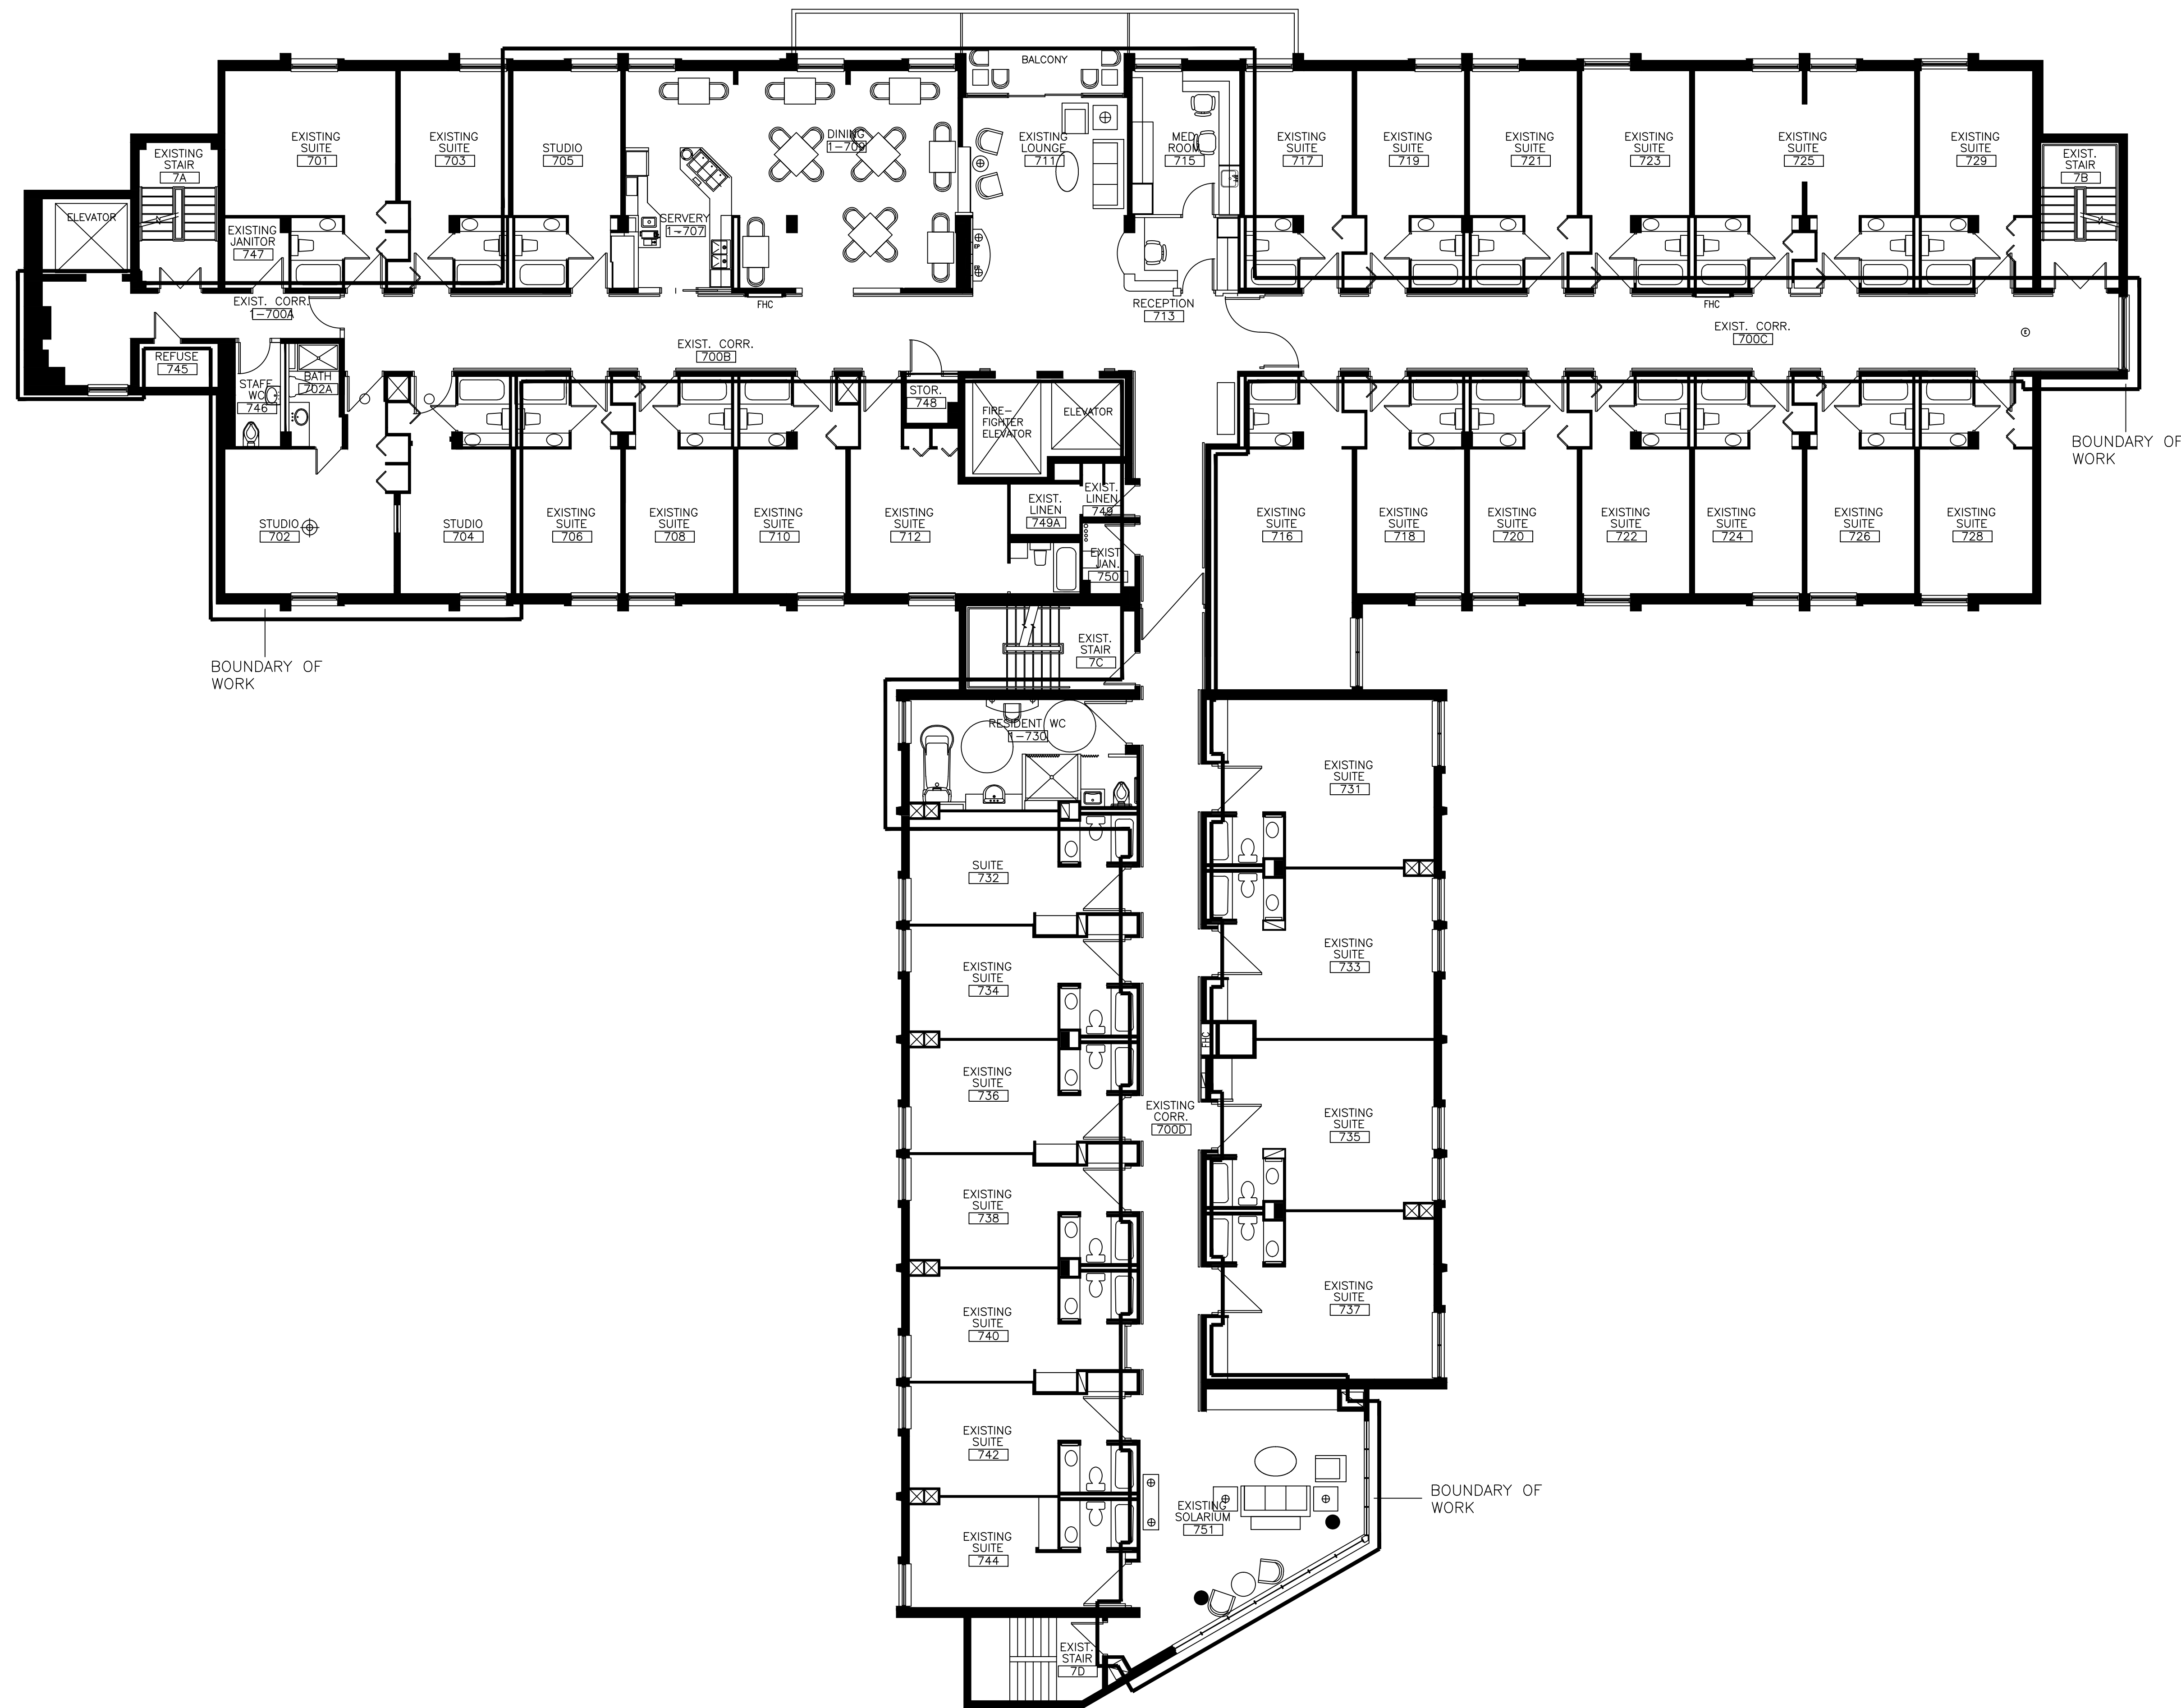 BALCONY
EXISTING
SUITE
701
EXISTING
SUITE
703
STUDIO
705
DINING
1-709
EXISTING
LOUNGE
711
MED
ROOM
715
EXISTING
SUITE
717
EXISTING
SUITE
719
EXISTING
SUITE
721
EXISTING
SUITE
723
EXISTING
SUITE
725
EXISTING
SUITE
729
EXISTING
STAIR
7A
EXIST.
STAIR
7B
ELEVATOR
EXISTING
JANITOR
747
SERVERY
1-707
EXIST. CORR.
1-700A
FHC
RECEPTION
713
FHC
EXIST. CORR.
700C
EXIST. CORR.
700B
REFUSE
745
STAFF
WC
746
BATH
702A
STOR.
748
FIRE-
FIGHTER
ELEVATOR
ELEVATOR
BOUNDARY OF
WORK
STUDIO
702
STUDIO
704
EXISTING
SUITE
706
EXISTING
SUITE
708
EXISTING
SUITE
710
EXISTING
SUITE
712
EXIST.
LINEN
749A
EXIST.
LINEN
749
EXIST.
JAN.
750
EXISTING
SUITE
716
EXISTING
SUITE
718
EXISTING
SUITE
720
EXISTING
SUITE
722
EXISTING
SUITE
724
EXISTING
SUITE
726
EXISTING
SUITE
728
BOUNDARY OF
WORK
EXIST.
STAIR
7C
RESIDENT WC
1-730
EXISTING
SUITE
731
SUITE
732
EXISTING
SUITE
733
EXISTING
SUITE
734
FHC
EXISTING
SUITE
736
EXISTING
CORR.
700D
EXISTING
SUITE
735
EXISTING
SUITE
738
EXISTING
SUITE
737
EXISTING
SUITE
740
EXISTING
SUITE
742
EXISTING
SOLARIUM
751
BOUNDARY OF
WORK
EXISTING
SUITE
744
EXIST.
STAIR
7D